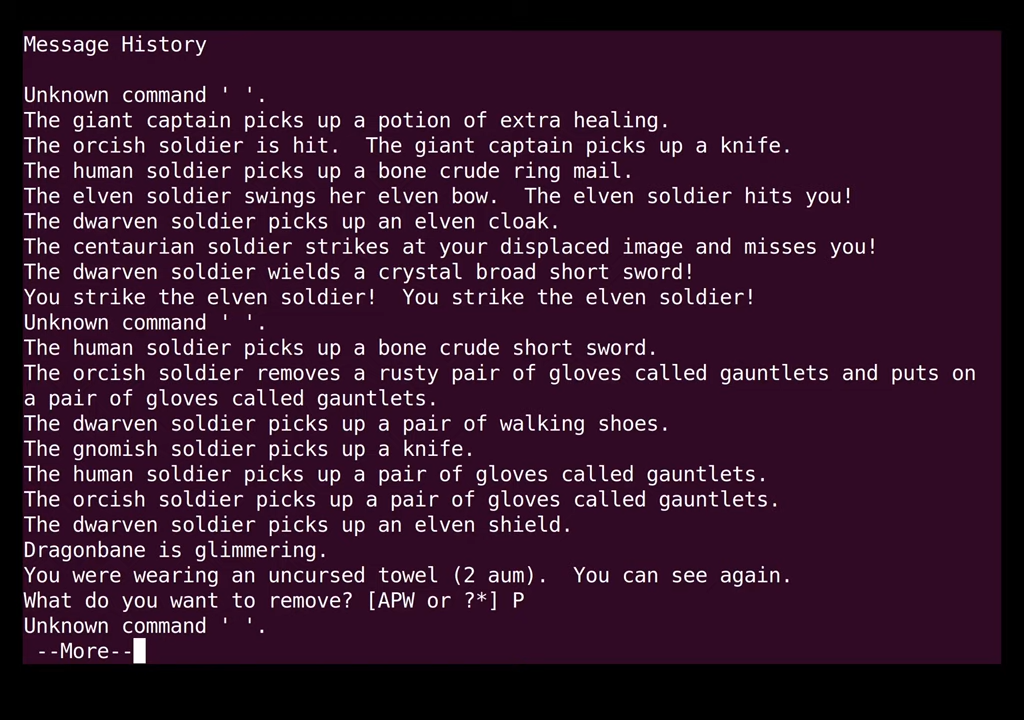 Message History
Unknown command ' '.
The giant captain picks up a potion of extra healing.
The orcish soldier is hit.  The giant captain picks up a knife.
The human soldier picks up a bone crude ring mail.
The elven soldier swings her elven bow.  The elven soldier hits you!
The dwarven soldier picks up an elven cloak.
The centaurian soldier strikes at your displaced image and misses you!
The dwarven soldier wields a crystal broad short sword!
You strike the elven soldier!  You strike the elven soldier!
Unknown command ' '.
The human soldier picks up a bone crude short sword.
The orcish soldier removes a rusty pair of gloves called gauntlets and puts on
a pair of gloves called gauntlets.
The dwarven soldier picks up a pair of walking shoes.
The gnomish soldier picks up a knife.
The human soldier picks up a pair of gloves called gauntlets.
The orcish soldier picks up a pair of gloves called gauntlets.
The dwarven soldier picks up an elven shield.
Dragonbane is glimmering.
You were wearing an uncursed towel (2 aum).  You can see again.
What do you want to remove? [APW or ?*] P
Unknown command ' '.
--More--